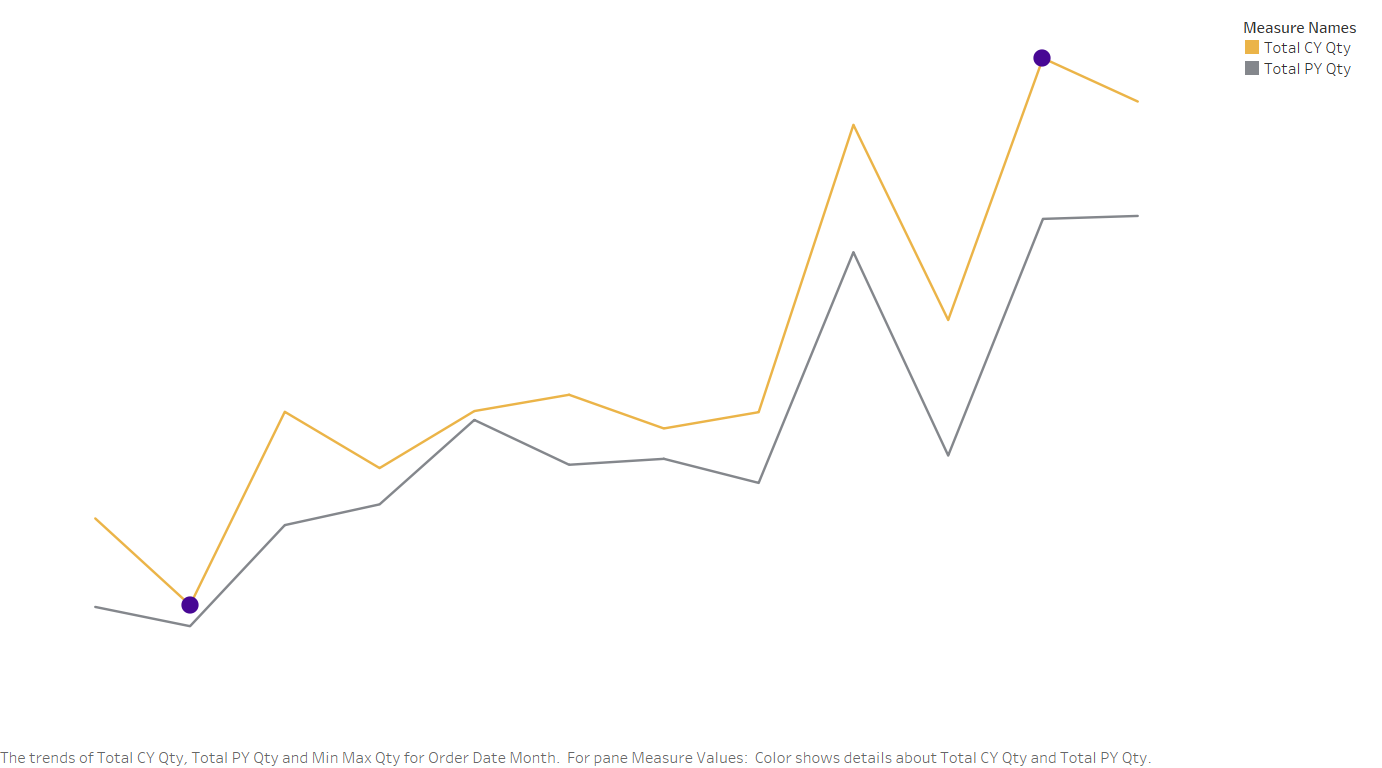 Measure Names
Total CY Qty
Total PY Qty
The trends of Total CY Qty, Total PY Qty and Min Max Qty for Order Date Month.  For pane Measure Values:  Color shows details about Total CY Qty and Total PY Qty.